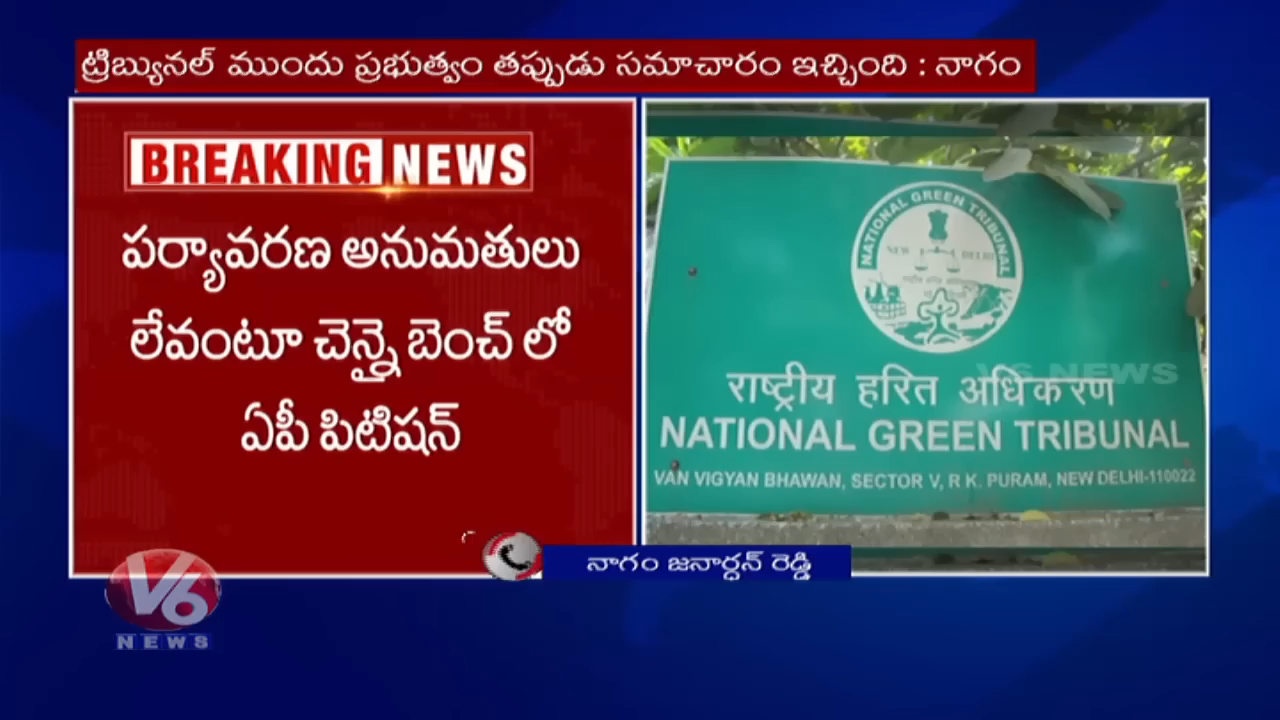 ట్రిబ్యునల్ ముందు ప్రభుత్వం తప్పుడు సమాచారం ఇచ్చింది : నాగం
BREAKING NEWS
పర్యావరణ అనుమతులు
లేవంటూ చెన్నై బెంచ్ లో
ఏపీ పిటిషన్
NATIONAL GREEN TRIBUNAL
NEW DELHI
राष्ट्रीय हरित अधिकरण
NATIONAL GREEN TRIBUNAL
VAN VIGYAN BHAWAN, SECTOR V, R K. PURAM, NEW DELHI-110022
V6 NEWS
నాగం జనార్ధన్ రెడ్డి
V6
NEWS